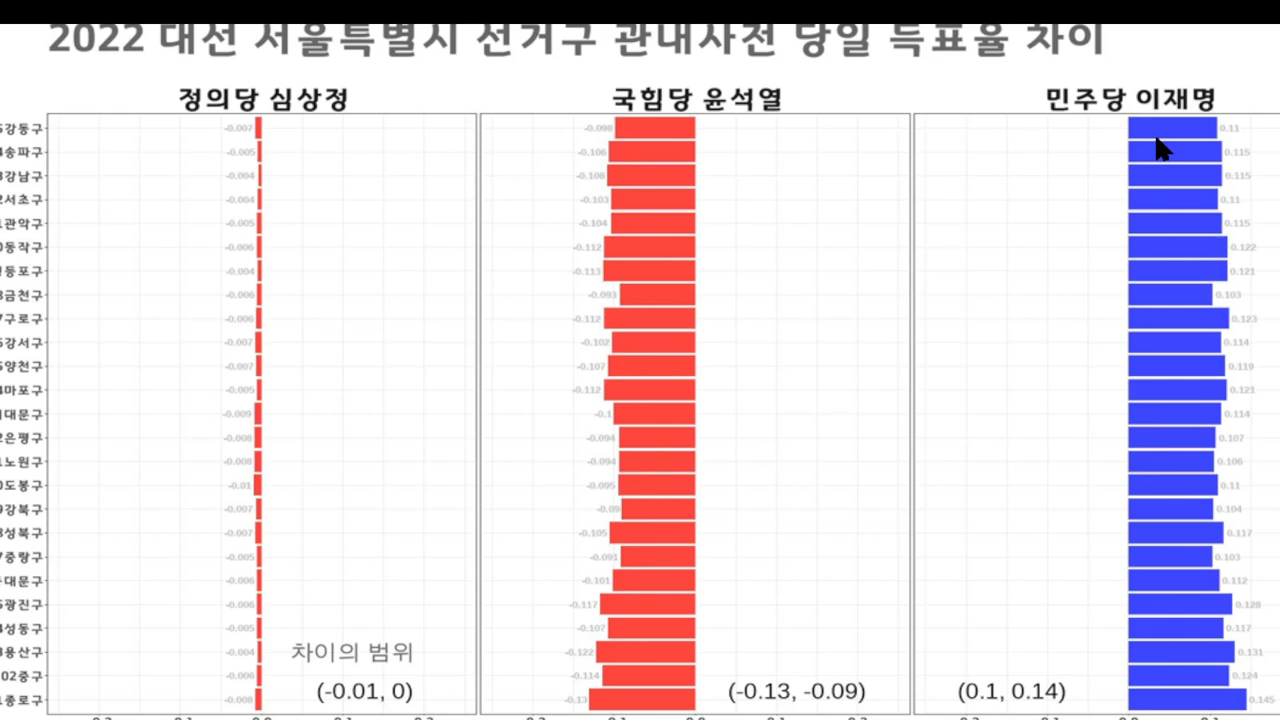 2022 대선 서울특별시 선거구 관내사전 당일 득표율 차이
정의당 심상정 국힘당 윤석열 민주당 이재명
강동구 -0.007 -0.098 0.11
송파구 -0.005 -0.106 0.115
강남구 -0.004 -0.108 0.115
서초구 -0.004 -0.103 0.11
관악구 -0.005 -0.104 0.115
동작구 -0.006 -0.112 0.122
등포구 -0.004 -0.113 0.121
금천구 -0.006 -0.093 0.103
구로구 -0.006 -0.112 0.123
강서구 -0.007 -0.102 0.114
양천구 -0.007 -0.107 0.119
마포구 -0.005 -0.112 0.121
대문구 -0.009 -0.1 0.114
은평구 -0.008 -0.094 0.107
노원구 -0.008 -0.094 0.106
도봉구 -0.01 -0.095 0.11
강북구 -0.007 -0.09 0.104
성북구 -0.007 -0.105 0.117
중랑구 -0.005 -0.091 0.103
대문구 -0.006 -0.101 0.112
광진구 -0.006 -0.117 0.128
성동구 -0.005 -0.107 0.117
용산구 -0.004 차이의 범위 -0.122 0.131
02중구 -0.006 (-0.01, 0) -0.114 (-0.13, -0.09) (0.1, 0.14) 0.124
종로구 -0.008 -0.13 0.145